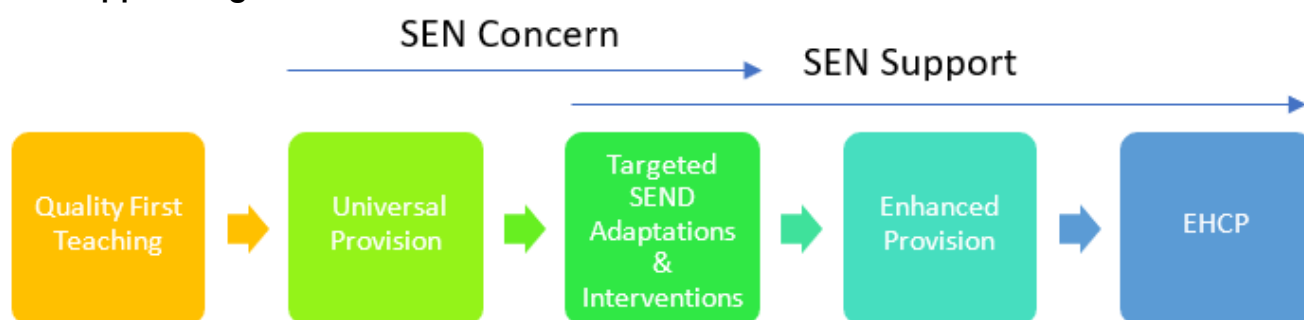 SEN Concern
SEN Support
Quality First
Teaching
Universal
Provision
Targeted
SEND
Adaptations
&
Interventions
Enhanced
Provision
EHCP